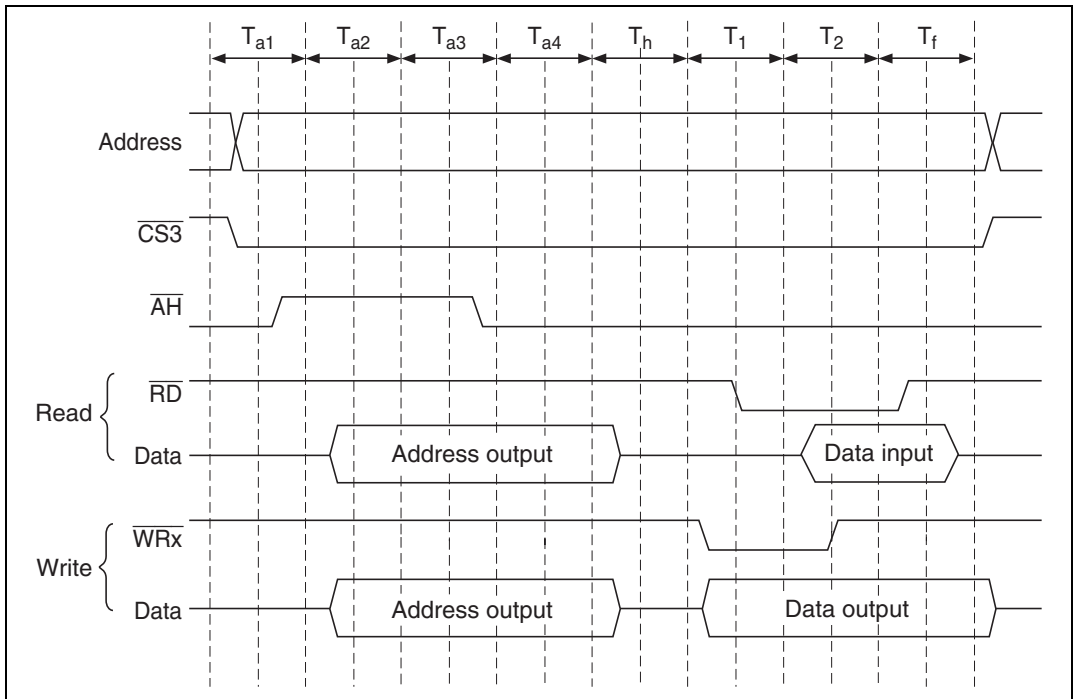 Ta1 Ta2 Ta3 Ta4 Th T1 T2 Tf
Address
CS3
AH
RD
Read
Data Address output Data input
WRx
Write
Data Address output Data output